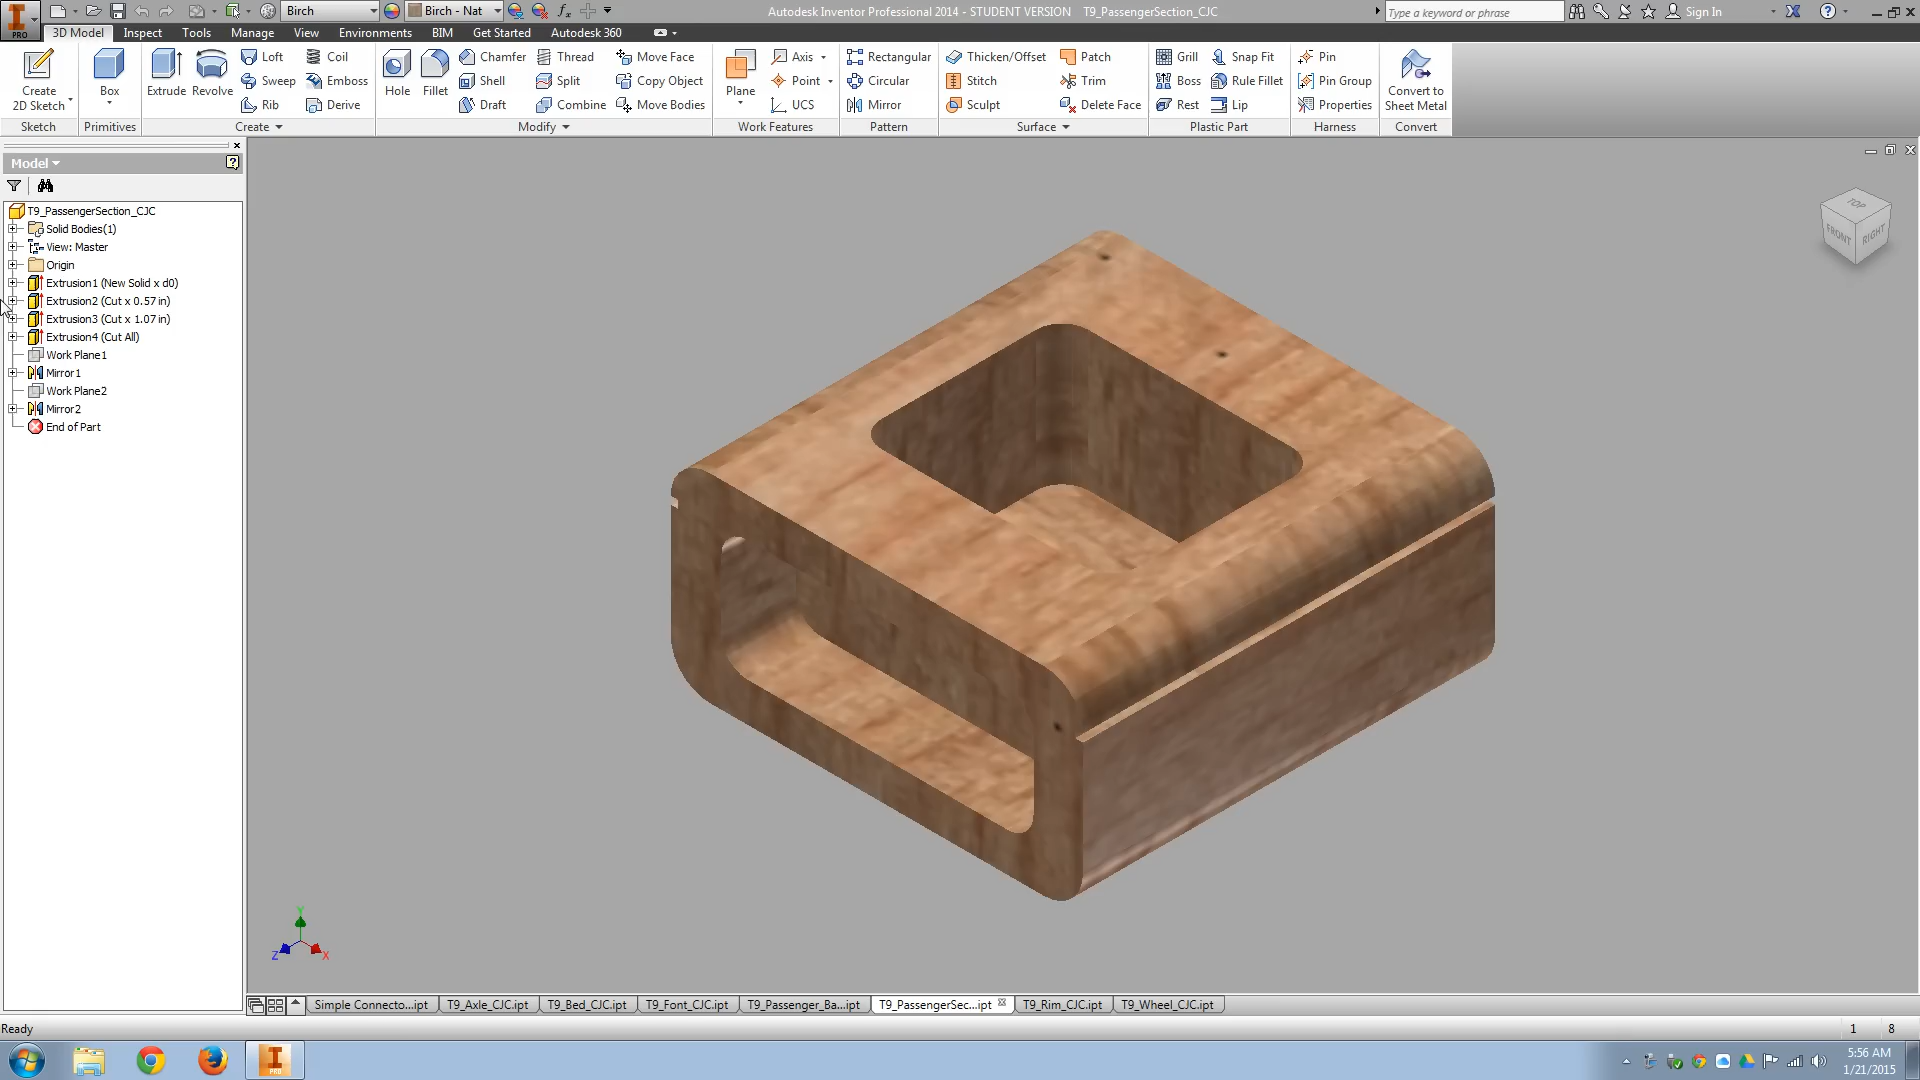 Birch
Birch - Nat
Autodesk Inventor Professional 2014 - STUDENT VERSION T9_PassengerSection_CJC
Type a keyword or phrase
Sign In
PRO
3D Model Inspect Tools Manage View Environments BIM Get Started Autodesk 360
Create
2D Sketch
Box
Extrude
Revolve
Loft
Sweep
Rib
Coil
Emboss
Derive
Hole
Fillet
Chamfer
Shell
Draft
Thread
Split
Combine
Move Face
Copy Object
Move Bodies
Plane
Axis
Point
UCS
Rectangular
Circular
Mirror
Thicken/Offset
Stitch
Sculpt
Patch
Trim
Delete Face
Grill
Boss
Rest
Snap Fit
Rule Fillet
Lip
Pin
Pin Group
Properties
Convert to
Sheet Metal
Sketch Primitives Create Modify Work Features Pattern Surface Plastic Part Harness Convert
Model
T9_PassengerSection_CJC
Solid Bodies(1)
View: Master
Origin
Extrusion1 (New Solid x d0)
Extrusion2 (Cut x 0.57 in)
Extrusion3 (Cut x 1.07 in)
Extrusion4 (Cut All)
Work Plane1
Mirror1
Work Plane2
Mirror2
End of Part
TOP
FRONT
RIGHT
Y
Z
X
Simple Connecto...ipt T9_Axle_CJC.ipt T9_Bed_CJC.ipt T9_Font_CJC.ipt T9_Passenger_Ba...ipt T9_PassengerSec...ipt T9_Rim_CJC.ipt T9_Wheel_CJC.ipt
Ready
1 8
PRO
5:56 AM
1/21/2015